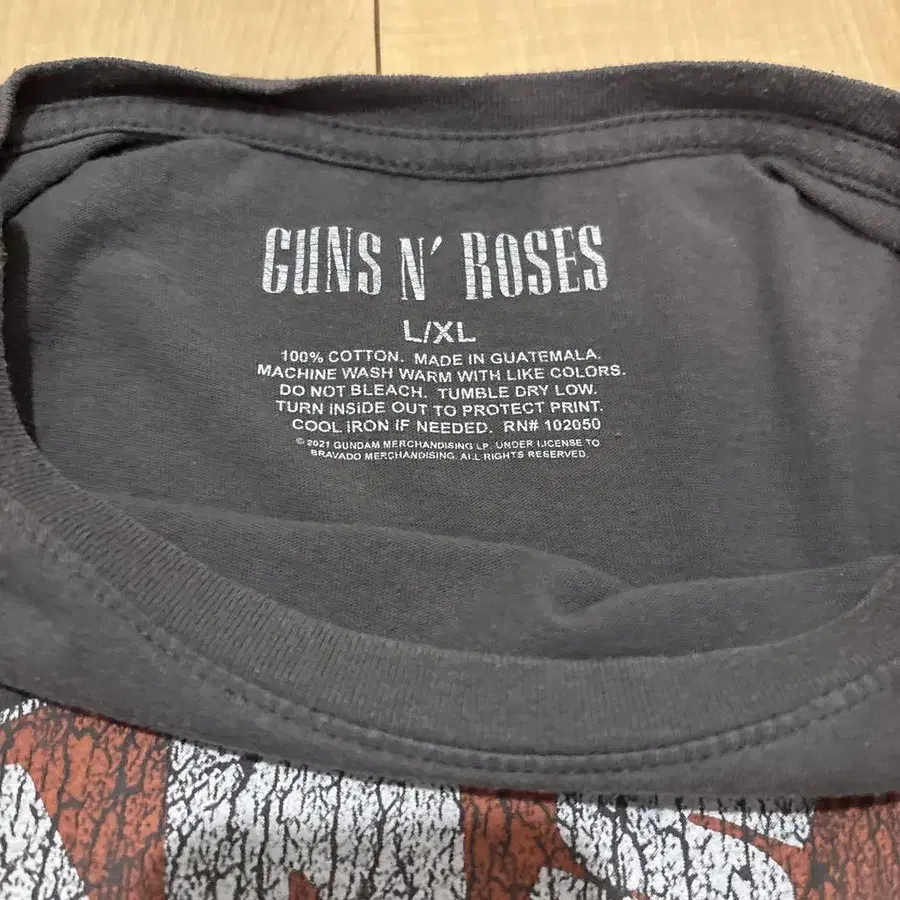 GUNS N' ROSES
L/XL
100% COTTON. MADE IN GUATEMALA.
MACHINE WASH WARM WITH LIKE COLORS.
DO NOT BLEACH. TUMBLE DRY LOW.
TURN INSIDE OUT TO PROTECT PRINT.
COOL IRON IF NEEDED. RN# 102050
© 2021 GUNDAM MERCHANDISING LP. UNDER LICENSE TO
BRAVADO MERCHANDISING. ALL RIGHTS RESERVED.